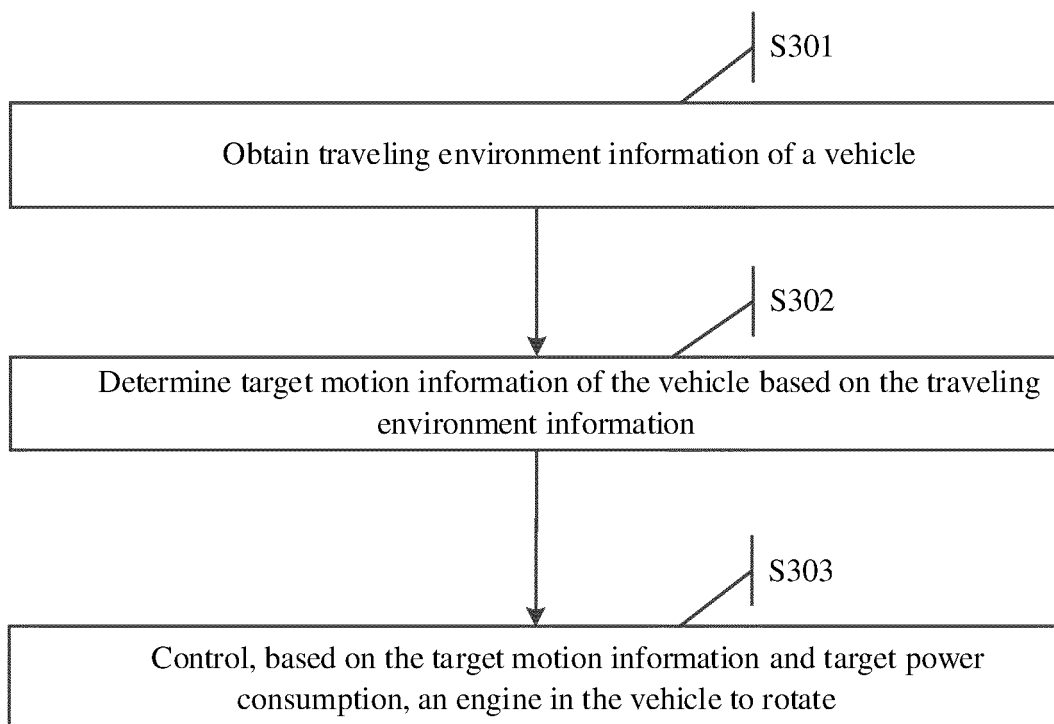 S301
Obtain traveling environment information of a vehicle
S302
Determine target motion information of the vehicle based on the traveling
environment information
S303
Control, based on the target motion information and target power
consumption, an engine in the vehicle to rotate